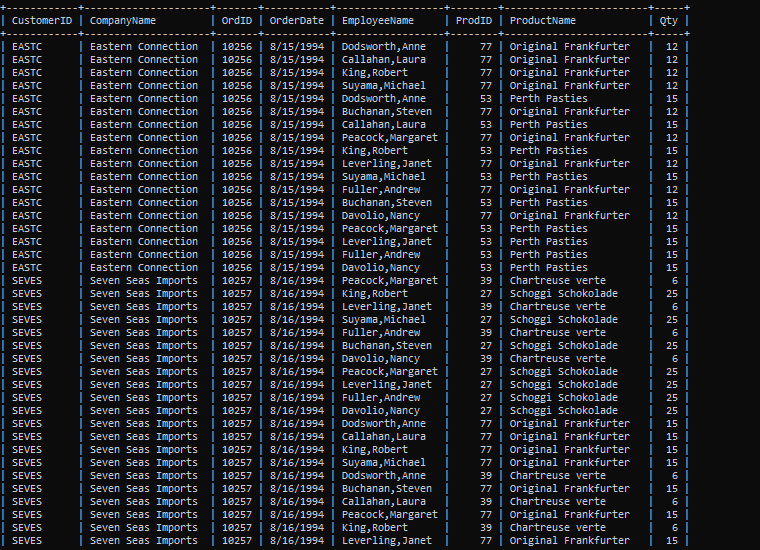 +------------+--------------------+-------+-----------+------------------+--------+----------------------+-----+
| CustomerID | CompanyName | OrdID | OrderDate | EmployeeName | ProdID | ProductName | Qty |
+------------+--------------------+-------+-----------+------------------+--------+----------------------+-----+
| EASTC | Eastern Connection | 10256 | 8/15/1994 | Dodsworth,Anne | 77 | Original Frankfurter | 12 |
| EASTC | Eastern Connection | 10256 | 8/15/1994 | Callahan,Laura | 77 | Original Frankfurter | 12 |
| EASTC | Eastern Connection | 10256 | 8/15/1994 | King,Robert | 77 | Original Frankfurter | 12 |
| EASTC | Eastern Connection | 10256 | 8/15/1994 | Suyama,Michael | 77 | Original Frankfurter | 12 |
| EASTC | Eastern Connection | 10256 | 8/15/1994 | Dodsworth,Anne | 53 | Perth Pasties | 15 |
| EASTC | Eastern Connection | 10256 | 8/15/1994 | Buchanan,Steven | 77 | Original Frankfurter | 12 |
| EASTC | Eastern Connection | 10256 | 8/15/1994 | Callahan,Laura | 53 | Perth Pasties | 15 |
| EASTC | Eastern Connection | 10256 | 8/15/1994 | Peacock,Margaret | 77 | Original Frankfurter | 12 |
| EASTC | Eastern Connection | 10256 | 8/15/1994 | King,Robert | 53 | Perth Pasties | 15 |
| EASTC | Eastern Connection | 10256 | 8/15/1994 | Leverling,Janet | 77 | Original Frankfurter | 12 |
| EASTC | Eastern Connection | 10256 | 8/15/1994 | Suyama,Michael | 53 | Perth Pasties | 15 |
| EASTC | Eastern Connection | 10256 | 8/15/1994 | Fuller,Andrew | 77 | Original Frankfurter | 12 |
| EASTC | Eastern Connection | 10256 | 8/15/1994 | Buchanan,Steven | 53 | Perth Pasties | 15 |
| EASTC | Eastern Connection | 10256 | 8/15/1994 | Davolio,Nancy | 77 | Original Frankfurter | 12 |
| EASTC | Eastern Connection | 10256 | 8/15/1994 | Peacock,Margaret | 53 | Perth Pasties | 15 |
| EASTC | Eastern Connection | 10256 | 8/15/1994 | Leverling,Janet | 53 | Perth Pasties | 15 |
| EASTC | Eastern Connection | 10256 | 8/15/1994 | Fuller,Andrew | 53 | Perth Pasties | 15 |
| EASTC | Eastern Connection | 10256 | 8/15/1994 | Davolio,Nancy | 53 | Perth Pasties | 15 |
| SEVES | Seven Seas Imports | 10257 | 8/16/1994 | Peacock,Margaret | 39 | Chartreuse verte | 6 |
| SEVES | Seven Seas Imports | 10257 | 8/16/1994 | King,Robert | 27 | Schoggi Schokolade | 25 |
| SEVES | Seven Seas Imports | 10257 | 8/16/1994 | Leverling,Janet | 39 | Chartreuse verte | 6 |
| SEVES | Seven Seas Imports | 10257 | 8/16/1994 | Suyama,Michael | 27 | Schoggi Schokolade | 25 |
| SEVES | Seven Seas Imports | 10257 | 8/16/1994 | Fuller,Andrew | 39 | Chartreuse verte | 6 |
| SEVES | Seven Seas Imports | 10257 | 8/16/1994 | Buchanan,Steven | 27 | Schoggi Schokolade | 25 |
| SEVES | Seven Seas Imports | 10257 | 8/16/1994 | Davolio,Nancy | 39 | Chartreuse verte | 6 |
| SEVES | Seven Seas Imports | 10257 | 8/16/1994 | Peacock,Margaret | 27 | Schoggi Schokolade | 25 |
| SEVES | Seven Seas Imports | 10257 | 8/16/1994 | Leverling,Janet | 27 | Schoggi Schokolade | 25 |
| SEVES | Seven Seas Imports | 10257 | 8/16/1994 | Fuller,Andrew | 27 | Schoggi Schokolade | 25 |
| SEVES | Seven Seas Imports | 10257 | 8/16/1994 | Davolio,Nancy | 27 | Schoggi Schokolade | 25 |
| SEVES | Seven Seas Imports | 10257 | 8/16/1994 | Dodsworth,Anne | 77 | Original Frankfurter | 15 |
| SEVES | Seven Seas Imports | 10257 | 8/16/1994 | Callahan,Laura | 77 | Original Frankfurter | 15 |
| SEVES | Seven Seas Imports | 10257 | 8/16/1994 | King,Robert | 77 | Original Frankfurter | 15 |
| SEVES | Seven Seas Imports | 10257 | 8/16/1994 | Suyama,Michael | 77 | Original Frankfurter | 15 |
| SEVES | Seven Seas Imports | 10257 | 8/16/1994 | Dodsworth,Anne | 39 | Chartreuse verte | 6 |
| SEVES | Seven Seas Imports | 10257 | 8/16/1994 | Buchanan,Steven | 77 | Original Frankfurter | 15 |
| SEVES | Seven Seas Imports | 10257 | 8/16/1994 | Callahan,Laura | 39 | Chartreuse verte | 6 |
| SEVES | Seven Seas Imports | 10257 | 8/16/1994 | Peacock,Margaret | 77 | Original Frankfurter | 15 |
| SEVES | Seven Seas Imports | 10257 | 8/16/1994 | King,Robert | 39 | Chartreuse verte | 6 |
| SEVES | Seven Seas Imports | 10257 | 8/16/1994 | Leverling,Janet | 77 | Original Frankfurter | 15 |